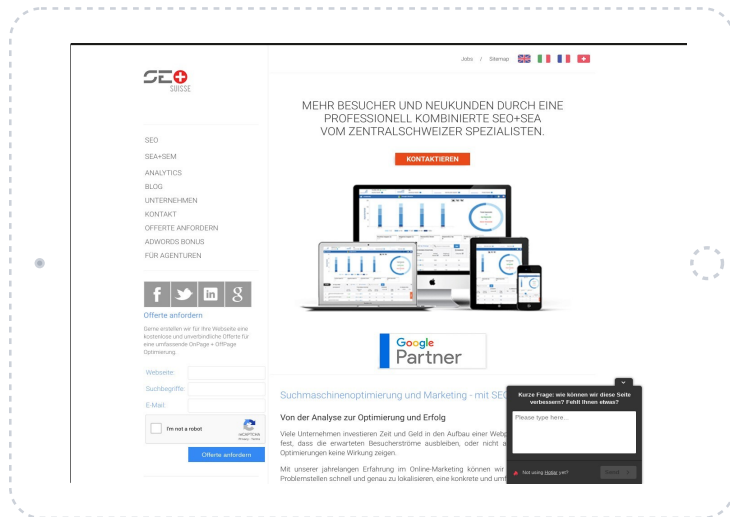 SEO
SUISSE
Jobs / Sitemap
SEO
SEA+SEM
ANALYTICS
BLOG
UNTERNEHMEN
KONTAKT
OFFERTE ANFORDERN
ADWORDS BONUS
FÜR AGENTUREN
Offerte anfordern
Gerne erstellen wir für Ihre Webseite eine
kostenlose und unverbindliche Offerte für
eine umfassende OnPage + OffPage
Optimierung.
Webseite:
Suchbegriffe:
E-Mail:
I'm not a robot
reCAPTCHA
Privacy - Terms
Offerte anfordern
MEHR BESUCHER UND NEUKUNDEN DURCH EINE
PROFESSIONELL KOMBINIERTE SEO+SEA
VOM ZENTRALSCHWEIZER SPEZIALISTEN.
KONTAKTIEREN
Google
Partner
Suchmaschinenoptimierung und Marketing - mit SEO
Von der Analyse zur Optimierung und Erfolg
Viele Unternehmen investieren Zeit und Geld in den Aufbau einer Webp
fest, dass die erwarteten Besucherströme ausbleiben, oder nicht a
Optimierungen keine Wirkung zeigen.
Mit unserer jahrelangen Erfahrung im Online-Marketing können wir
Problemstellen schnell und genau zu lokalisieren, eine konkrete und umf
Kurze Frage: wie können wir diese Seite
verbessern? Fehlt Ihnen etwas?
Please type here...
Not using Hotjar yet?
Send